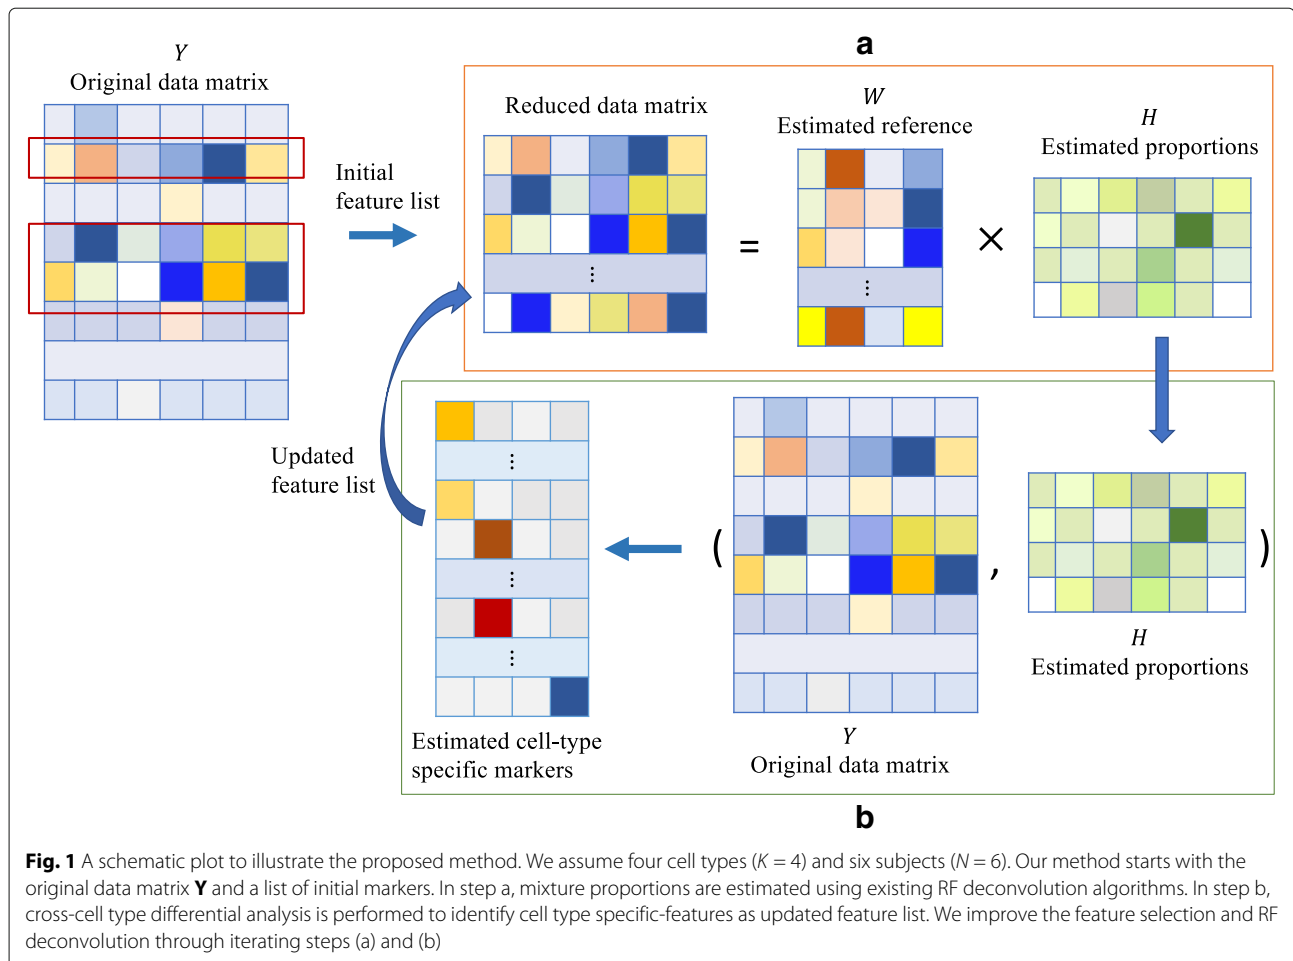 Y
Original data matrix
a
Initial
feature list
Reduced data matrix
⋮
=
W
Estimated reference
⋮
×
H
Estimated proportions
Updated
feature list
⋮
⋮
⋮
Estimated cell-type
specific markers
(
Y
Original data matrix
,
H
Estimated proportions
)
b
Fig. 1 A schematic plot to illustrate the proposed method. We assume four cell types (K = 4) and six subjects (N = 6). Our method starts with the
original data matrix Y and a list of initial markers. In step a, mixture proportions are estimated using existing RF deconvolution algorithms. In step b,
cross-cell type differential analysis is performed to identify cell type specific-features as updated feature list. We improve the feature selection and RF
deconvolution through iterating steps (a) and (b)